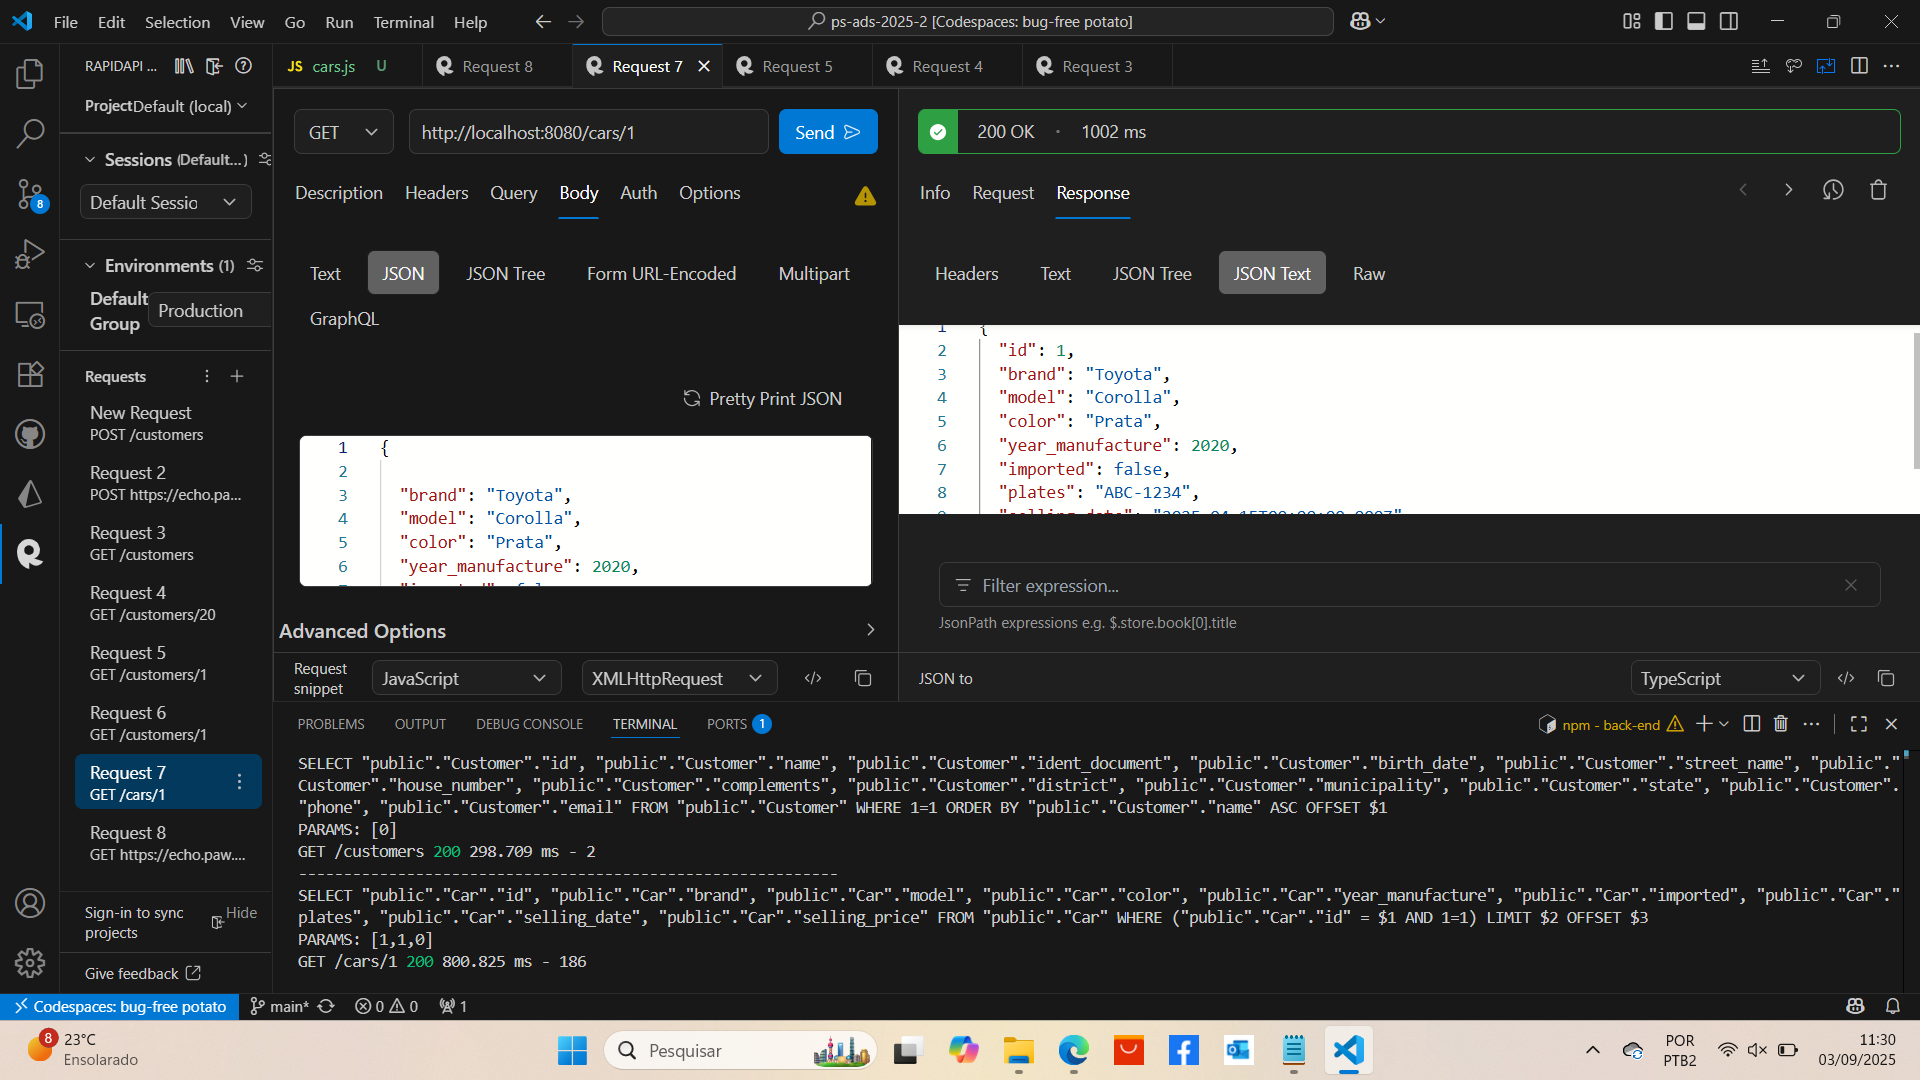 File Edit Selection View Go Run Terminal Help
ps-ads-2025-2 [Codespaces: bug-free potato]
RAPIDAPI ...
JS cars.js U
Request 8
Request 7
Request 5
Request 4
Request 3
Project Default (local)
Sessions (Default...)
Default Sessio
Environments (1)
Default Group
Production
Requests
New Request
POST /customers
Request 2
POST https://echo.pa...
Request 3
GET /customers
Request 4
GET /customers/20
Request 5
GET /customers/1
Request 6
GET /customers/1
Request 7
GET /cars/1
Request 8
GET https://echo.paw....
Sign-in to sync projects
Hide
Give feedback
8
GET
http://localhost:8080/cars/1
Send
Description Headers Query Body Auth Options
Text JSON JSON Tree Form URL-Encoded Multipart
GraphQL
Pretty Print JSON
1 {
2
3 "brand": "Toyota",
4 "model": "Corolla",
5 "color": "Prata",
6 "year_manufacture": 2020,
Advanced Options
Request snippet
JavaScript
XMLHttpRequest
200 OK · 1002 ms
Info Request Response
Headers Text JSON Tree JSON Text Raw
1 {
2 "id": 1,
3 "brand": "Toyota",
4 "model": "Corolla",
5 "color": "Prata",
6 "year_manufacture": 2020,
7 "imported": false,
8 "plates": "ABC-1234",
Filter expression...
JsonPath expressions e.g. $.store.book[0].title
JSON to
TypeScript
PROBLEMS OUTPUT DEBUG CONSOLE TERMINAL PORTS 1
npm - back-end
SELECT "public"."Customer"."id", "public"."Customer"."name", "public"."Customer"."ident_document", "public"."Customer"."birth_date", "public"."Customer"."street_name", "public"."
Customer"."house_number", "public"."Customer"."complements", "public"."Customer"."district", "public"."Customer"."municipality", "public"."Customer"."state", "public"."Customer".
"phone", "public"."Customer"."email" FROM "public"."Customer" WHERE 1=1 ORDER BY "public"."Customer"."name" ASC OFFSET $1
PARAMS: [0]
GET /customers 200 298.709 ms - 2
------------------------------------------------------------
SELECT "public"."Car"."id", "public"."Car"."brand", "public"."Car"."model", "public"."Car"."color", "public"."Car"."year_manufacture", "public"."Car"."imported", "public"."Car"."
plates", "public"."Car"."selling_date", "public"."Car"."selling_price" FROM "public"."Car" WHERE ("public"."Car"."id" = $1 AND 1=1) LIMIT $2 OFFSET $3
PARAMS: [1,1,0]
GET /cars/1 200 800.825 ms - 186
Codespaces: bug-free potato main* 0 0 1
8
23°C
Ensolarado
Pesquisar
POR
PTB2
11:30
03/09/2025